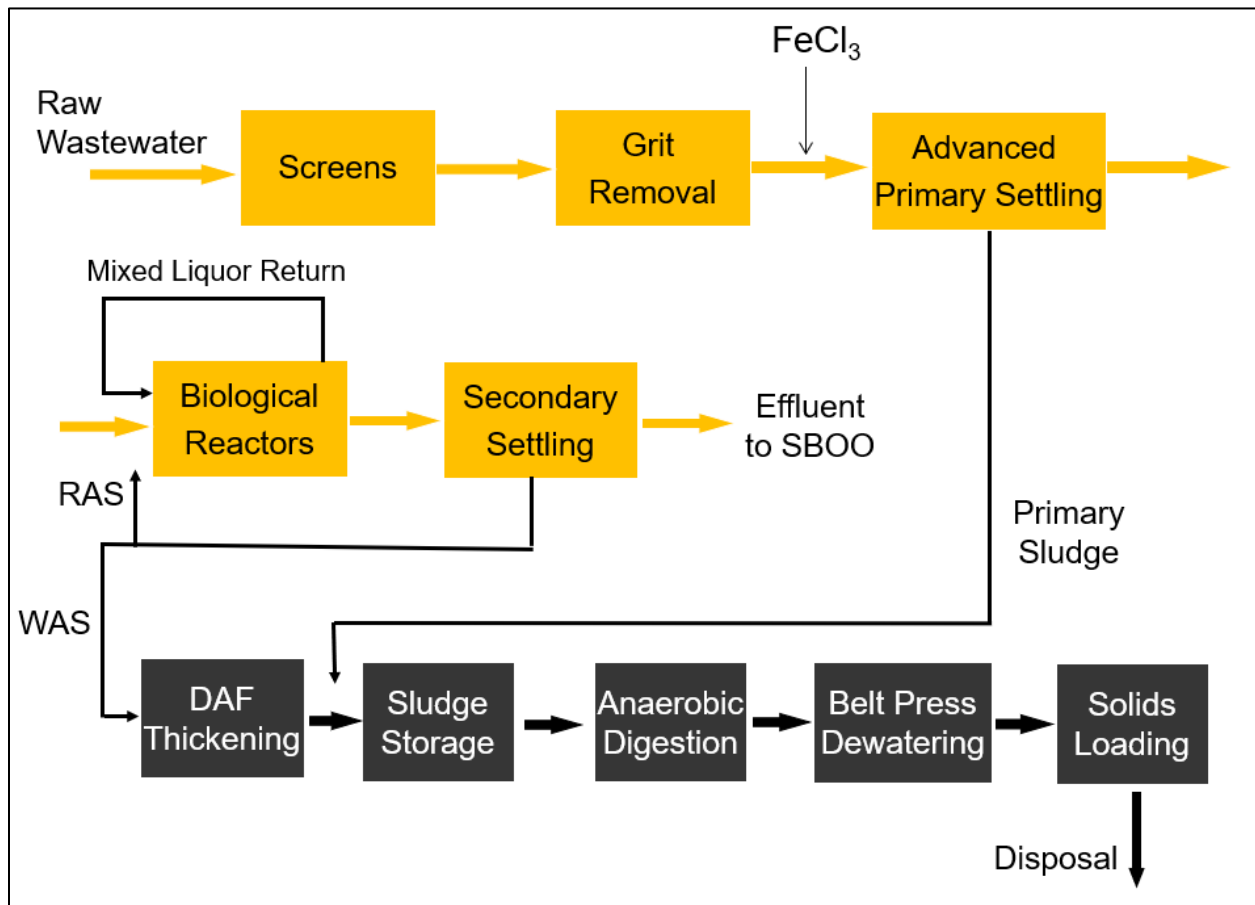 FeCl₃
Raw
Wastewater
Screens
Grit
Removal
Advanced
Primary Settling
Mixed Liquor Return
Biological
Reactors
Secondary
Settling
Effluent
to SBOO
RAS
Primary
Sludge
WAS
DAF
Thickening
Sludge
Storage
Anaerobic
Digestion
Belt Press
Dewatering
Solids
Loading
Disposal